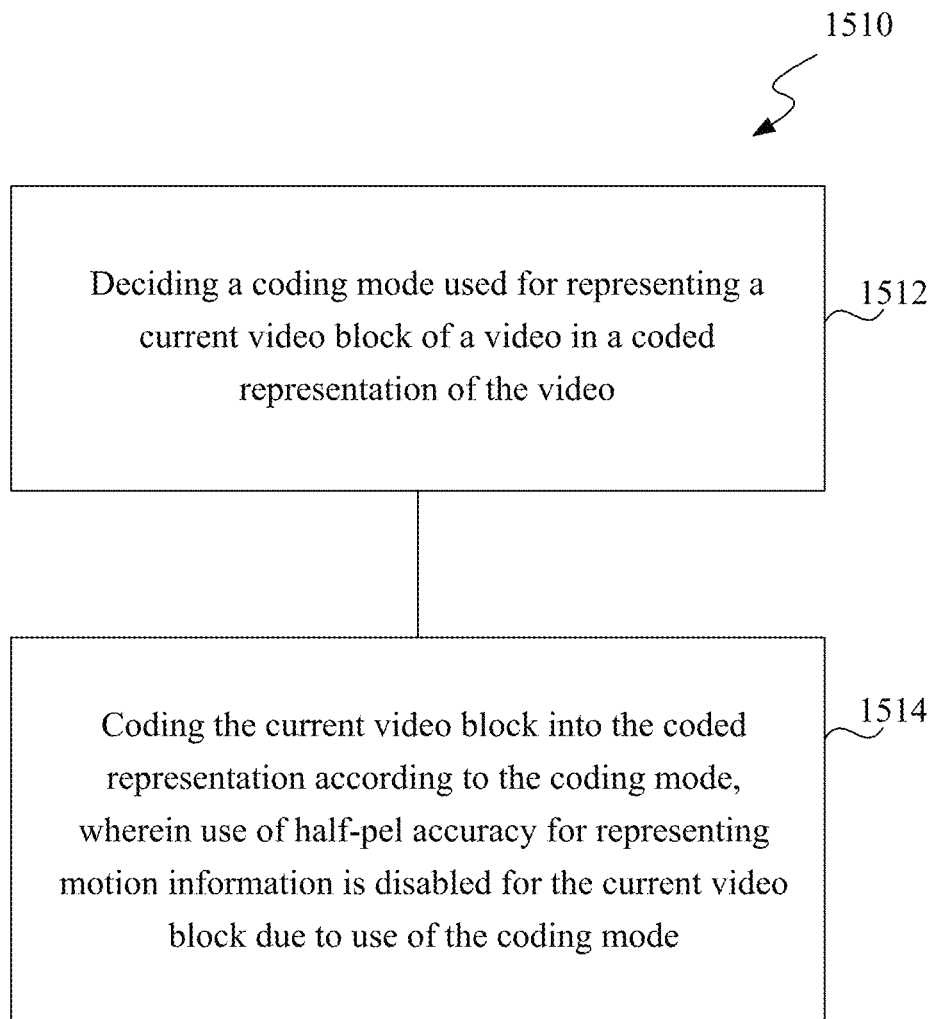 1510
Deciding a coding mode used for representing a
current video block of a video in a coded
representation of the video
1512
Coding the current video block into the coded
representation according to the coding mode,
wherein use of half-pel accuracy for representing
motion information is disabled for the current video
block due to use of the coding mode
1514